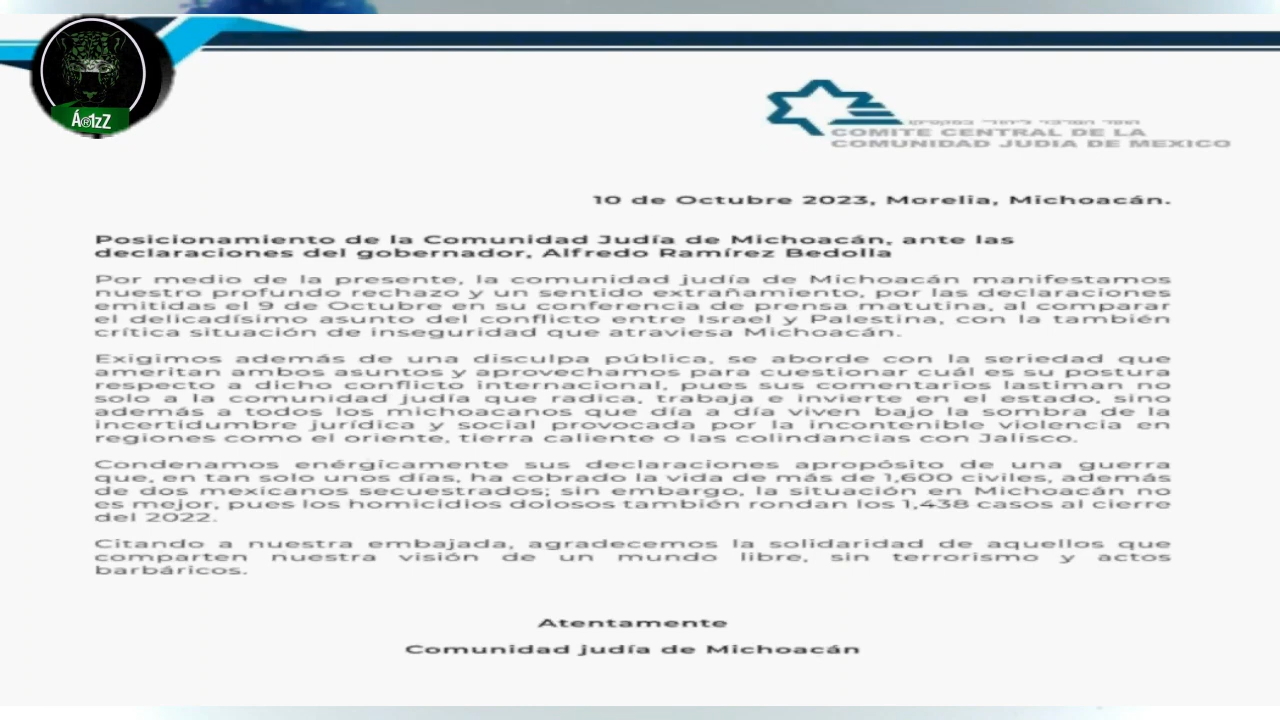 Á®1zZ
COMITE CENTRAL DE LA
COMUNIDAD JUDIA DE MEXICO
10 de Octubre 2023, Morelia, Michoacán.
Posicionamiento de la Comunidad Judía de Michoacán, ante las
declaraciones del gobernador, Alfredo Ramírez Bedolla
Por medio de la presente, la comunidad judía de Michoacán manifestamos
nuestro profundo rechazo y un sentido extrañamiento, por las declaraciones
emitidas el 9 de Octubre en su conferencia de prensa matutina, al comparar
el delicadísimo asunto del conflicto entre Israel y Palestina, con la también
crítica situación de inseguridad que atraviesa Michoacán.
Exigimos además de una disculpa pública, se aborde con la seriedad que
ameritan ambos asuntos y aprovechamos para cuestionar cuál es su postura
respecto a dicho conflicto internacional, pues sus comentarios lastiman no
solo a la comunidad judía que radica, trabaja e invierte en el estado, sino
además a todos los michoacanos que día a día viven bajo la sombra de la
incertidumbre jurídica y social provocada por la incontenible violencia en
regiones como el oriente, tierra caliente o las colindancias con Jalisco.
Condenamos enérgicamente sus declaraciones apropósito de una guerra
que, en tan solo unos días, ha cobrado la vida de más de 1,600 civiles, además
de dos mexicanos secuestrados; sin embargo, la situación en Michoacán no
es mejor, pues los homicidios dolosos también rondan los 1,438 casos al cierre
del 2022.
Citando a nuestra embajada, agradecemos la solidaridad de aquellos que
comparten nuestra visión de un mundo libre, sin terrorismo y actos
barbáricos.
Atentamente
Comunidad judía de Michoacán